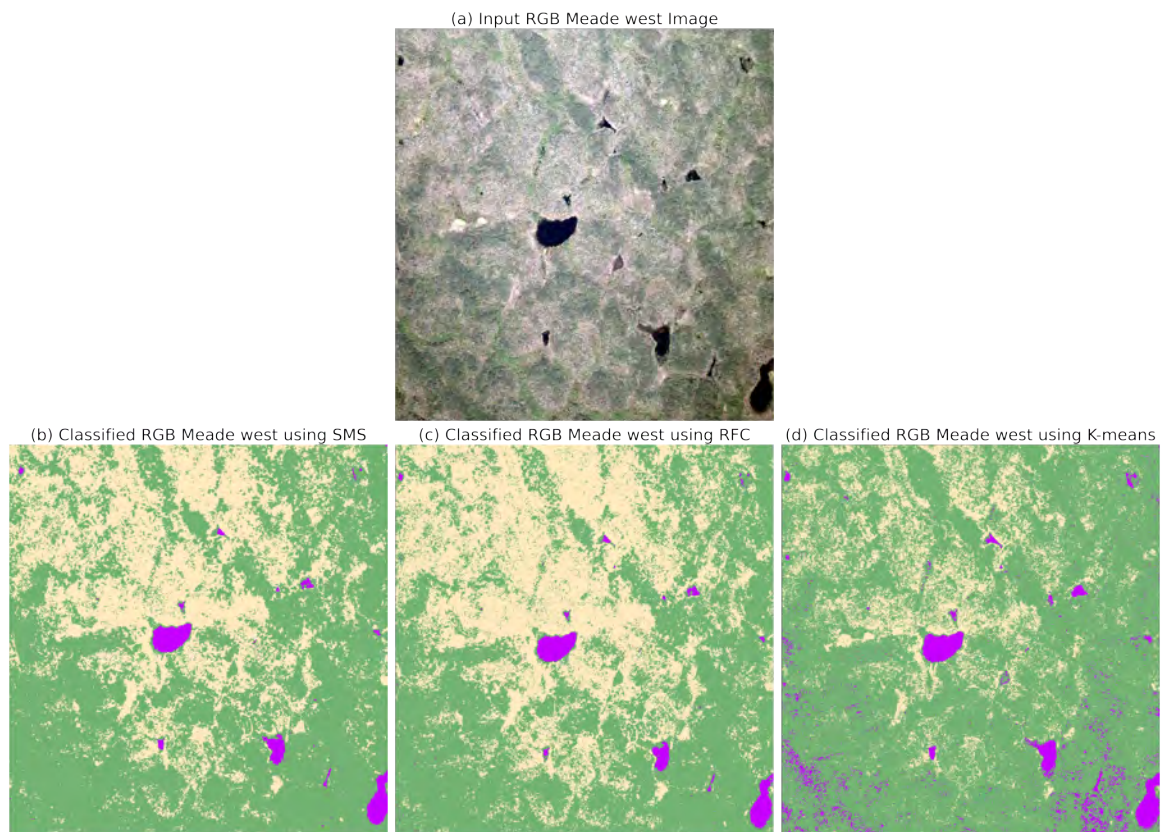 (a) Input RGB Meade west Image
(b) Classified RGB Meade west using SMS
(c) Classified RGB Meade west using RFC
(d) Classified RGB Meade west using K-means